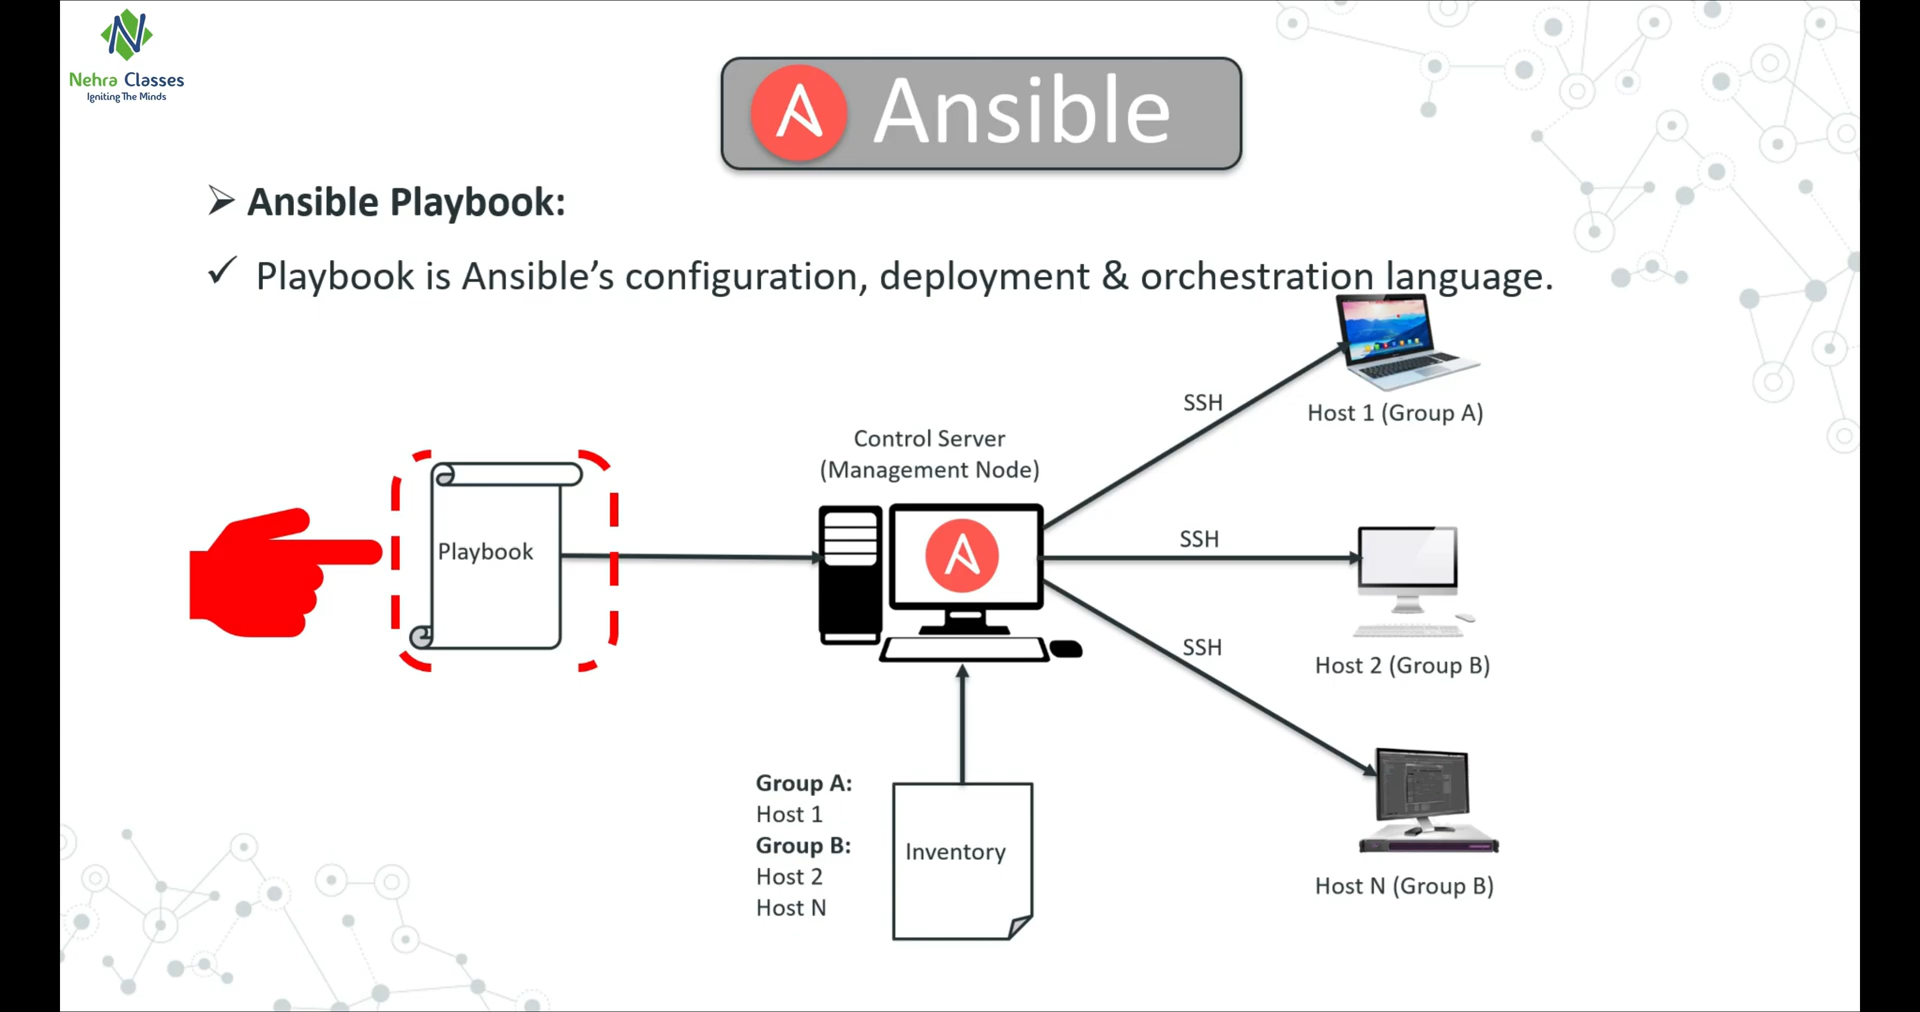 Nehra Classes
Igniting The Minds
Ansible
Ansible Playbook:
Playbook is Ansible’s configuration, deployment & orchestration language.
SSH
Host 1 (Group A)
Control Server
(Management Node)
Playbook
SSH
Host 2 (Group B)
SSH
Group A:
Host 1
Group B:
Host 2
Host N
Inventory
Host N (Group B)